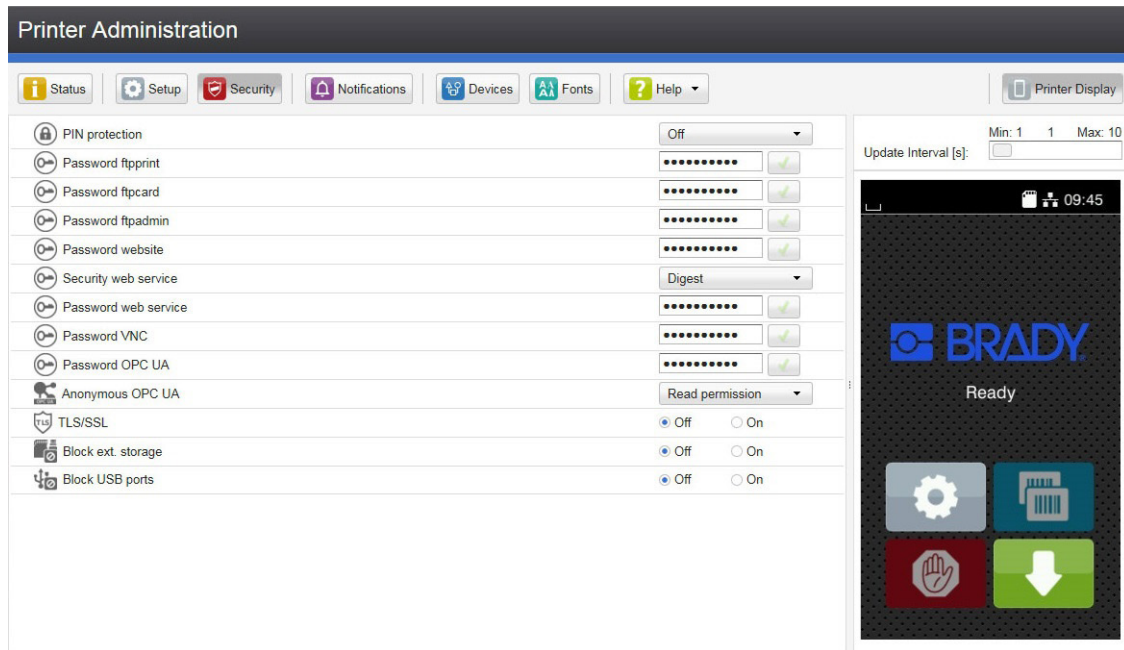 Printer Administration
Status Setup Security Notifications Devices Fonts Help Printer Display
PIN protection Off
Password ftpprint
Password ftpcard
Password ftpadmin
Password website
Security web service Digest
Password web service
Password VNC
Password OPC UA
Anonymous OPC UA Read permission
TLS/SSL Off On
Block ext. storage Off On
Block USB ports Off On
Min: 1 1 Max: 10
Update Interval [s]:
09:45
BRADY
Ready